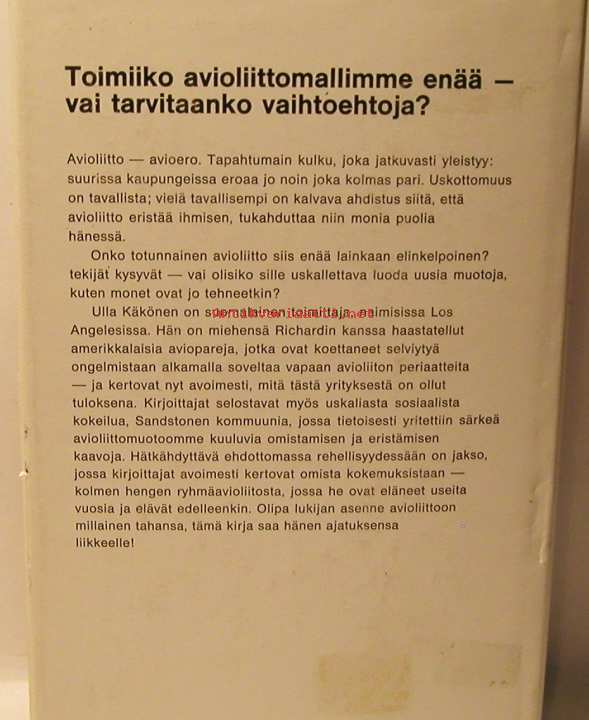 Toimiiko avioliittomallimme enää —
vai tarvitaanko vaihtoehtoja?
Avioliitto — avioero. Tapahtumain kulku, joka jatkuvasti yleistyy:
suurissa kaupungeissa eroaa jo noin joka kolmas pari. Uskottomuus
on tavallista; vielä tavallisempi on kalvava ahdistus siitä, että
avioliitto eristää ihmisen, tukahduttaa niin monia puolia
hänessä.
Onko totunnainen avioliitto siis enää lainkaan elinkelpoinen?
tekijät kysyvät — vai olisiko sille uskallettava luoda uusia muotoja,
kuten monet ovat jo tehneetkin?
Ulla Käkönen on suomalainen toimittaja, naimisissa Los
Angelesissa. Hän on miehensä Richardin kanssa haastatellut
amerikkalaisia aviopareja, jotka ovat koettaneet selviytyä
ongelmistaan alkamalla soveltaa vapaan avioliiton periaatteita
— ja kertovat nyt avoimesti, mitä tästä yrityksestä on ollut
tuloksena. Kirjoittajat selostavat myös uskaliasta sosiaalista
kokeilua, Sandstonen kommuunia, jossa tietoisesti yritettiin särkeä
avioliittomuotoomme kuuluvia omistamisen ja eristämisen
kaavoja. Hätkähdyttävä ehdottomassa rehellisyydessään on jakso,
jossa kirjoittajat avoimesti kertovat omista kokemuksistaan —
kolmen hengen ryhmäavioliitosta, jossa he ovat eläneet useita
vuosia ja elävät edelleenkin. Olipa lukijan asenne avioliittoon
millainen tahansa, tämä kirja saa hänen ajatuksensa
liikkeelle!